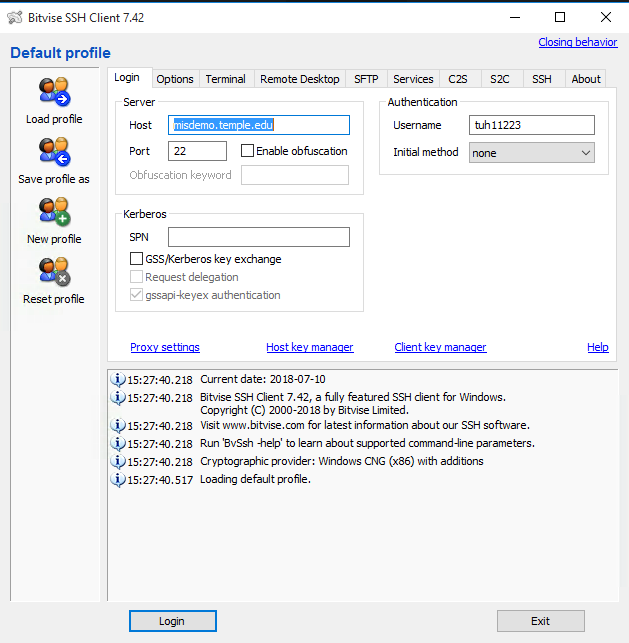 Bitvise SSH Client 7.42
Default profile
Closing behavior
Load profile
Save profile as
New profile
Reset profile
Login Options Terminal Remote Desktop SFTP Services C2S S2C SSH About
Server
Host misdemo.temple.edu
Port 22 Enable obfuscation
Obfuscation keyword
Authentication
Username tuh11223
Initial method none
Kerberos
SPN
GSS/Kerberos key exchange
Request delegation
gssapi-keyex authentication
Proxy settings Host key manager Client key manager Help
15:27:40.218 Current date: 2018-07-10
15:27:40.218 Bitvise SSH Client 7.42, a fully featured SSH client for Windows.
Copyright (C) 2000-2018 by Bitvise Limited.
15:27:40.218 Visit www.bitvise.com for latest information about our SSH software.
15:27:40.218 Run 'BvSsh -help' to learn about supported command-line parameters.
15:27:40.218 Cryptographic provider: Windows CNG (x86) with additions
15:27:40.517 Loading default profile.
Login Exit